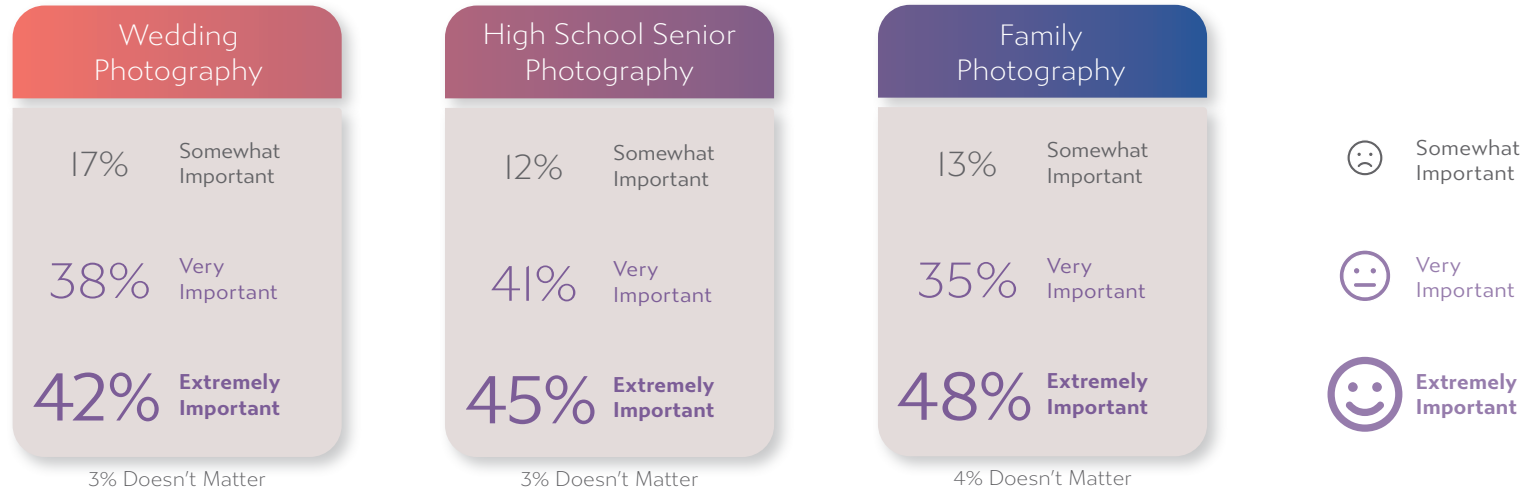 Wedding
Photography
17%
Somewhat
Important
38%
Very
Important
42%
Extremely
Important
3% Doesn't Matter
High School Senior
Photography
12%
Somewhat
Important
41%
Very
Important
45%
Extremely
Important
3% Doesn't Matter
Family
Photography
13%
Somewhat
Important
35%
Very
Important
48%
Extremely
Important
4% Doesn't Matter
Somewhat
Important
Very
Important
Extremely
Important